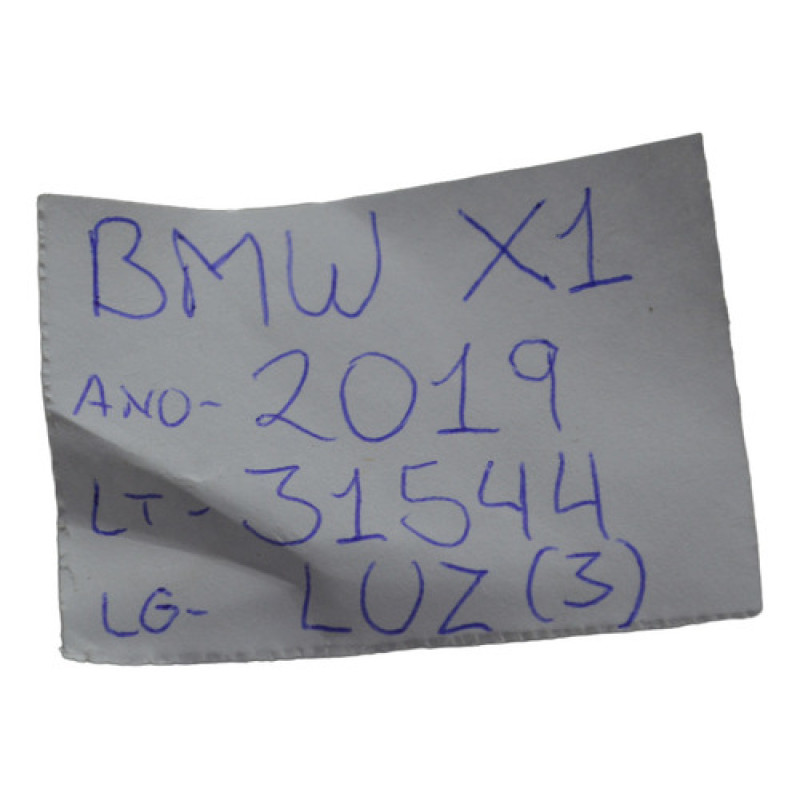 BMW X1
ANO- 2019
LT- 31544
LG- LUZ (3)